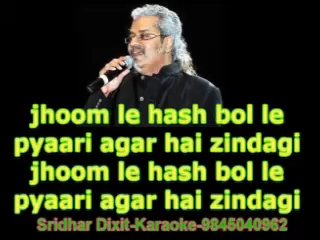 jhoom le hash bol le
pyaari agar hai zindagi
jhoom le hash bol le
pyaari agar hai zindagi
Sridhar Dixit-Karaoke-9845040962